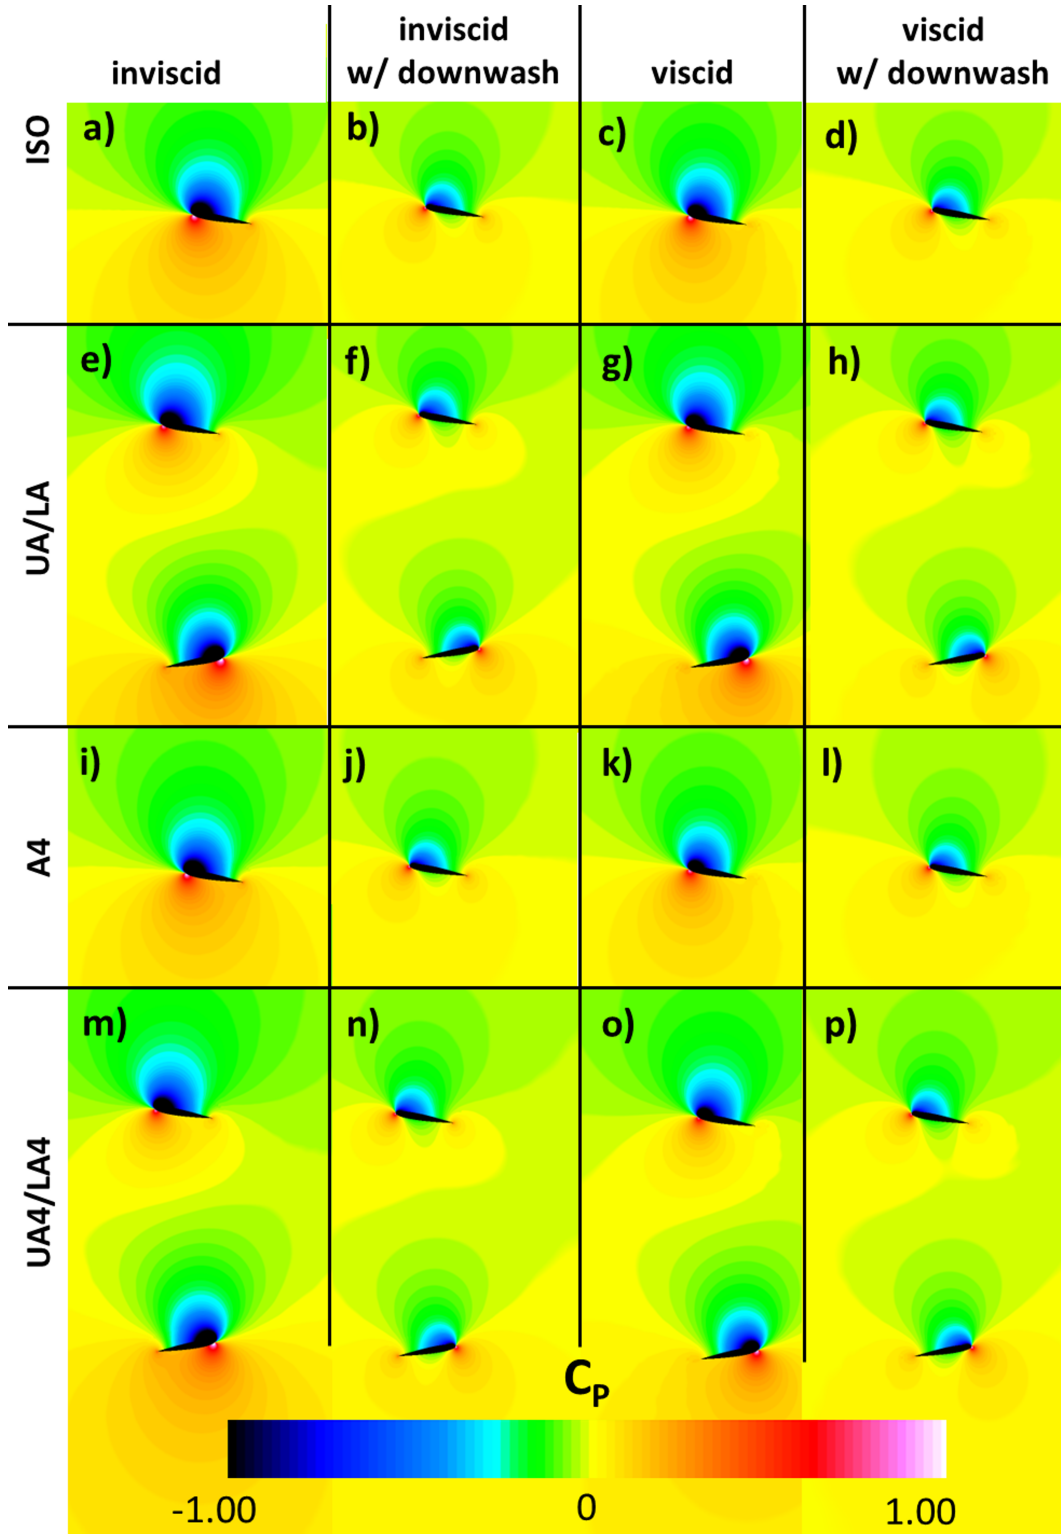 inviscid
inviscid
w/ downwash
viscid
viscid
w/ downwash
ISO
a)
b)
c)
d)
UA/LA
e)
f)
g)
h)
A4
i)
j)
k)
l)
UA4/LA4
m)
n)
o)
p)
CP
-1.00
0
1.00